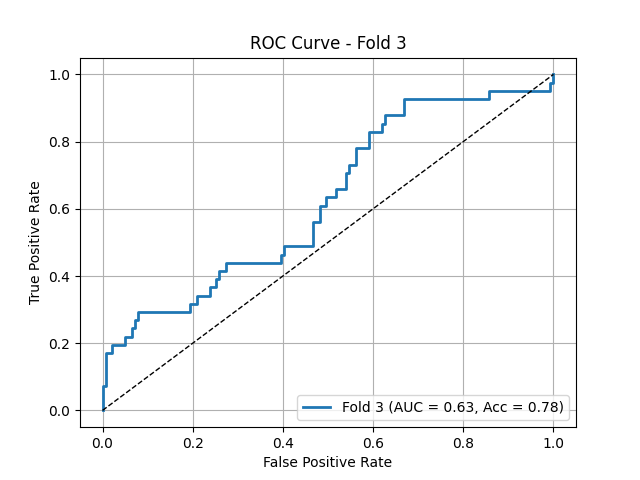 ROC Curve - Fold 3
True Positive Rate
1.0
0.8
0.6
0.4
0.2
0.0
Fold 3 (AUC = 0.63, Acc = 0.78)
0.0 0.2 0.4 0.6 0.8 1.0
False Positive Rate